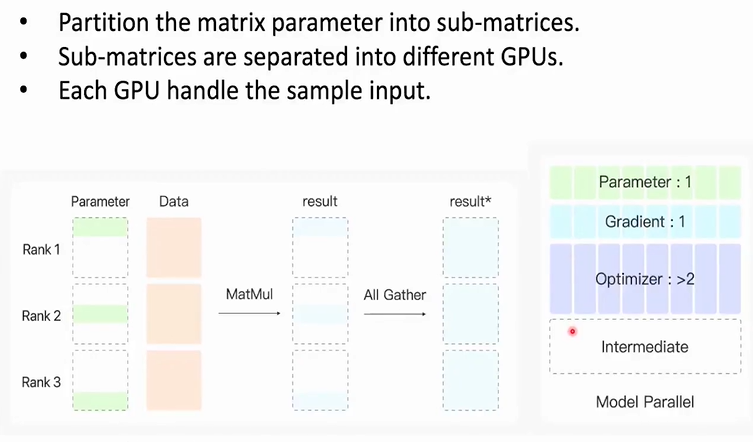 • Partition the matrix parameter into sub-matrices.
• Sub-matrices are separated into different GPUs.
• Each GPU handle the sample input.
Parameter Data result result*
Rank 1
MatMul All Gather
Rank 2
Rank 3
Parameter : 1
Gradient : 1
Optimizer : >2
Intermediate
Model Parallel